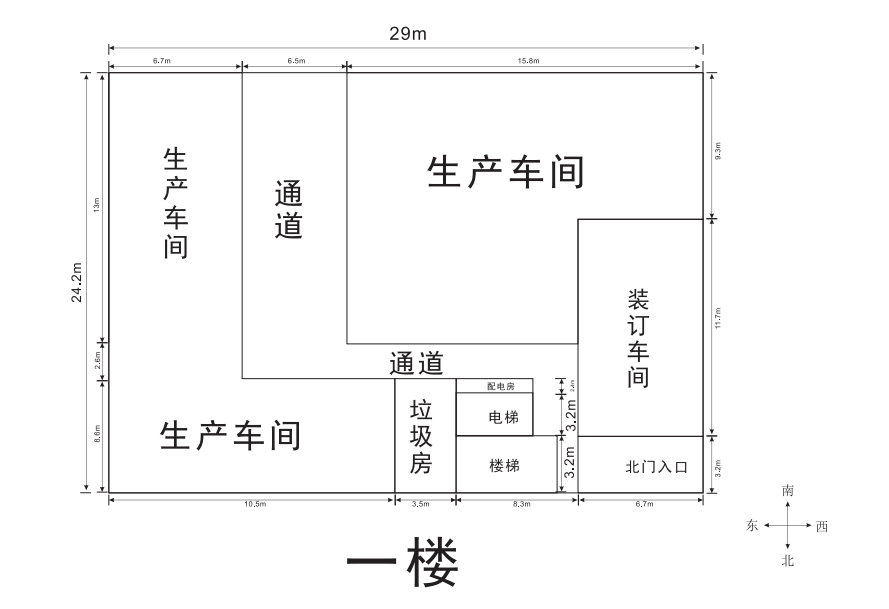 29m
6.7m
6.5m
15.8m
24.2m
13m
2.6m
8.6m
生产车间
通道
生产车间
9.3m
11.7m
3.2m
装订车间
通道
生产车间
垃圾房
配电房
电梯
楼梯
2.4m
3.2m
3.2m
北门入口
10.5m
3.5m
8.3m
6.7m
南
东
西
北
一楼